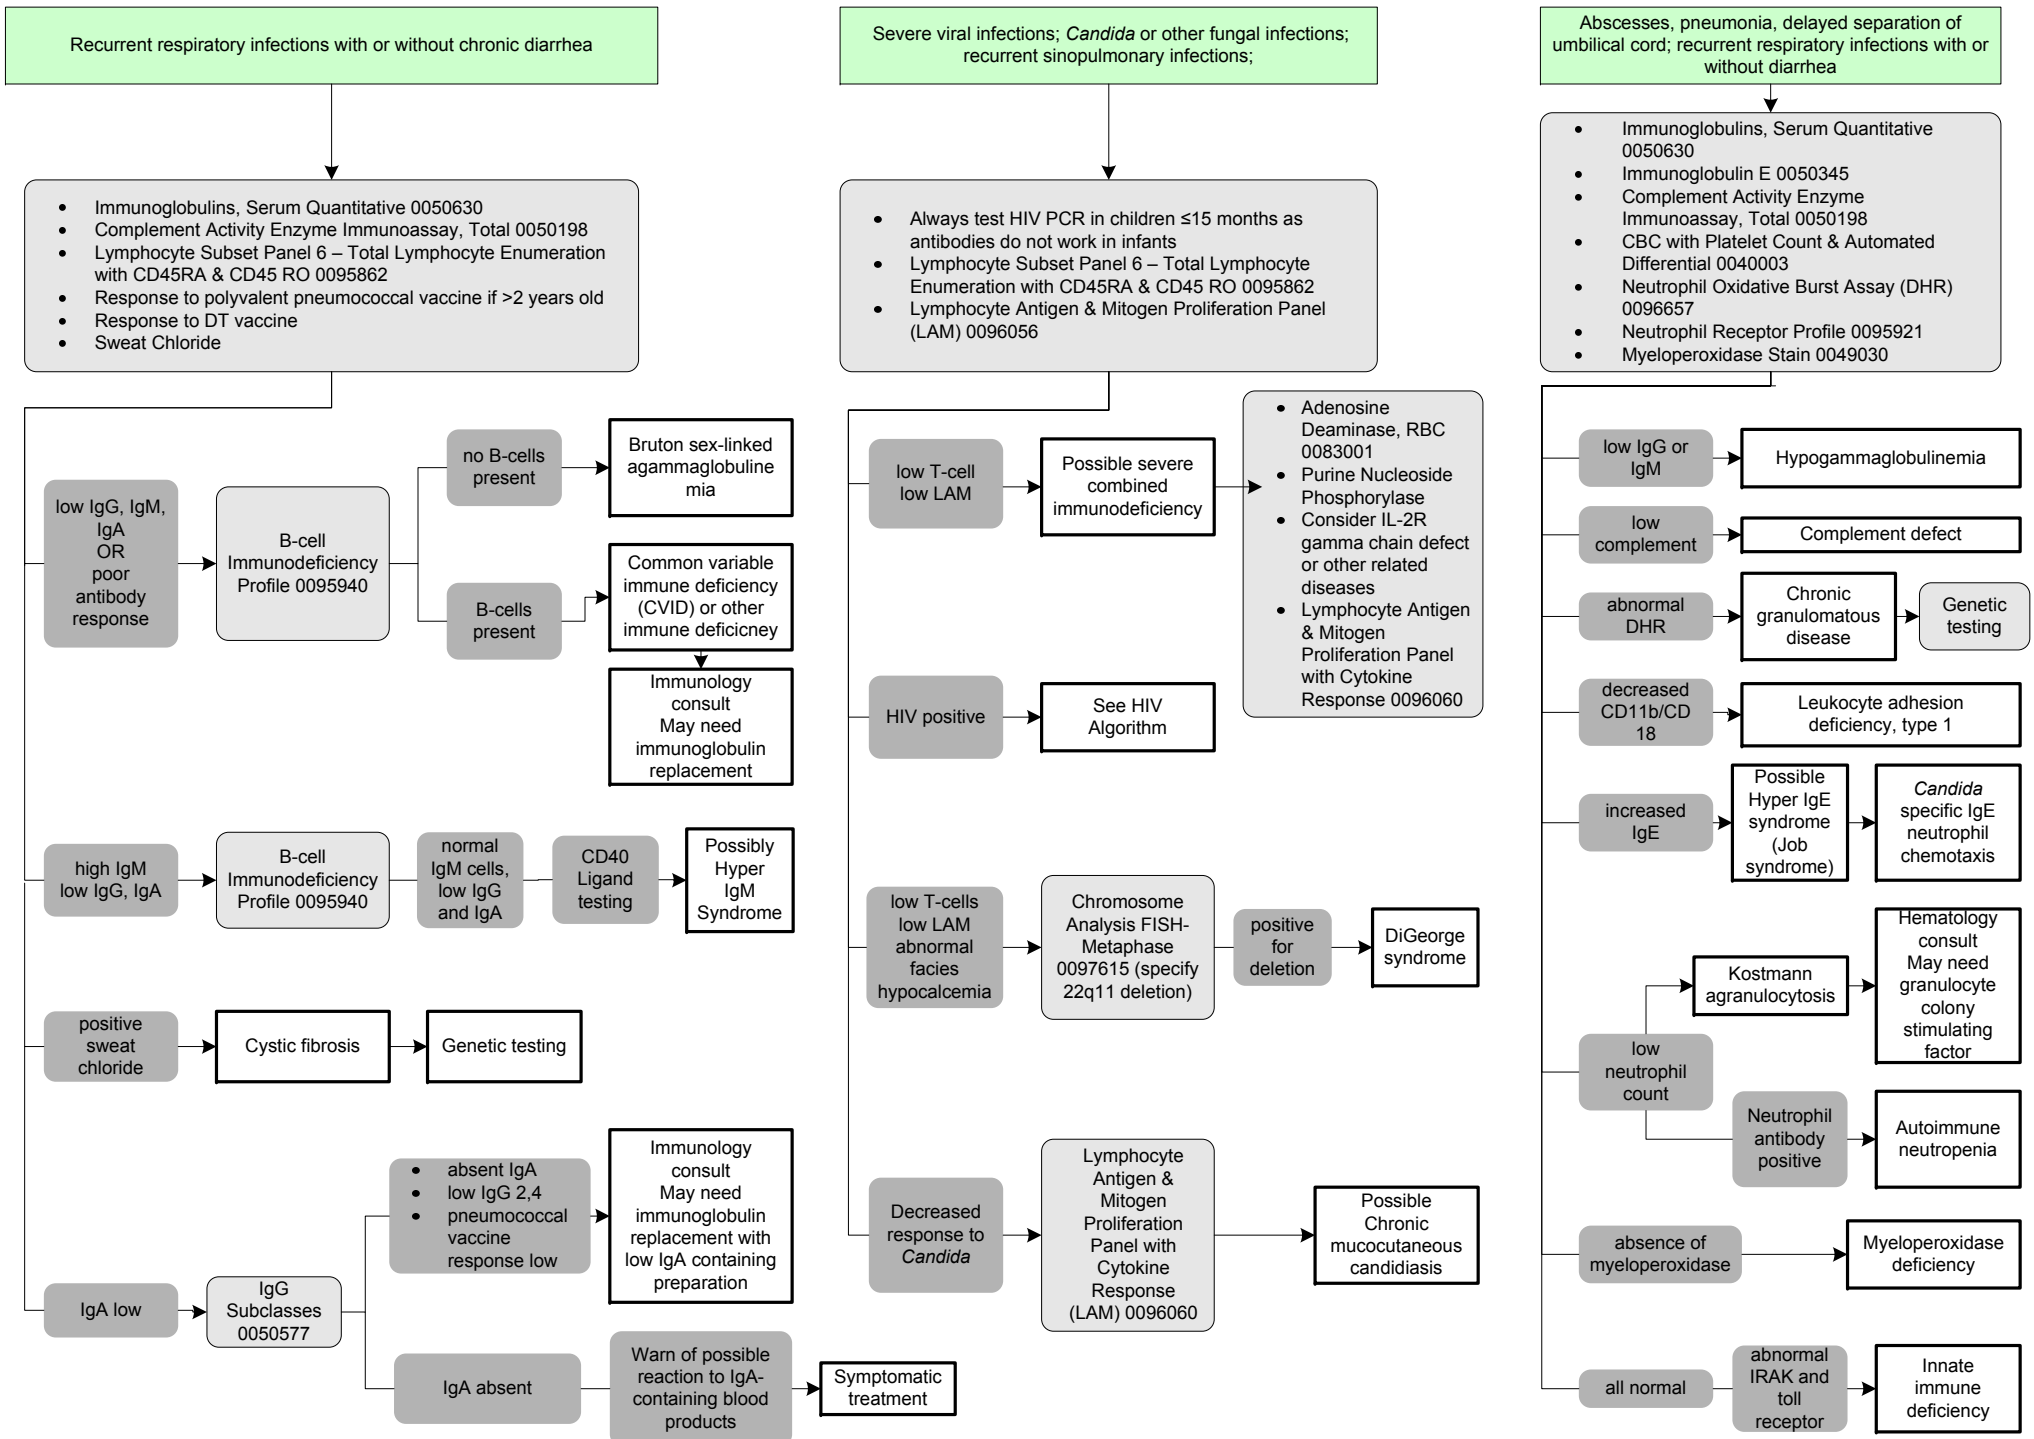 Recurrent respiratory infections with or without chronic diarrhea
• Immunoglobulins, Serum Quantitative 0050630
• Complement Activity Enzyme Immunoassay, Total 0050198
• Lymphocyte Subset Panel 6 – Total Lymphocyte Enumeration
with CD45RA & CD45 RO 0095862
• Response to polyvalent pneumococcal vaccine if >2 years old
• Response to DT vaccine
• Sweat Chloride
low IgG, IgM,
IgA
OR
poor
antibody
response
B-cell
Immunodeficiency
Profile 0095940
no B-cells
present
Bruton sex-linked
agammaglobuline
mia
B-cells
present
Common variable
immune deficiency
(CVID) or other
immune deficicney
Immunology
consult
May need
immunoglobulin
replacement
high IgM
low IgG, IgA
B-cell
Immunodeficiency
Profile 0095940
normal
IgM cells,
low IgG
and IgA
CD40
Ligand
testing
Possibly
Hyper
IgM
Syndrome
positive
sweat
chloride
Cystic fibrosis
Genetic testing
IgA low
IgG
Subclasses
0050577
• absent IgA
• low IgG 2,4
• pneumococcal
vaccine
response low
Immunology
consult
May need
immunoglobulin
replacement with
low IgA containing
preparation
IgA absent
Warn of possible
reaction to IgA-
containing blood
products
Symptomatic
treatment
Severe viral infections; Candida or other fungal infections;
recurrent sinopulmonary infections;
• Always test HIV PCR in children ≤15 months as
antibodies do not work in infants
• Lymphocyte Subset Panel 6 – Total Lymphocyte
Enumeration with CD45RA & CD45 RO 0095862
• Lymphocyte Antigen & Mitogen Proliferation Panel
(LAM) 0096056
low T-cell
low LAM
Possible severe
combined
immunodeficiency
• Adenosine
Deaminase, RBC
0083001
• Purine Nucleoside
Phosphorylase
• Consider IL-2R
gamma chain defect
or other related
diseases
• Lymphocyte Antigen
& Mitogen
Proliferation Panel
with Cytokine
Response 0096060
HIV positive
See HIV
Algorithm
low T-cells
low LAM
abnormal
facies
hypocalcemia
Chromosome
Analysis FISH-
Metaphase
0097615 (specify
22q11 deletion)
positive
for
deletion
DiGeorge
syndrome
Decreased
response to
Candida
Lymphocyte
Antigen &
Mitogen
Proliferation
Panel with
Cytokine
Response
(LAM) 0096060
Possible
Chronic
mucocutaneous
candidiasis
Abscesses, pneumonia, delayed separation of
umbilical cord; recurrent respiratory infections with or
without diarrhea
• Immunoglobulins, Serum Quantitative
0050630
• Immunoglobulin E 0050345
• Complement Activity Enzyme
Immunoassay, Total 0050198
• CBC with Platelet Count & Automated
Differential 0040003
• Neutrophil Oxidative Burst Assay (DHR)
0096657
• Neutrophil Receptor Profile 0095921
• Myeloperoxidase Stain 0049030
low IgG or
IgM
Hypogammaglobulinemia
low
complement
Complement defect
abnormal
DHR
Chronic
granulomatous
disease
Genetic
testing
decreased
CD11b/CD
18
Leukocyte adhesion
deficiency, type 1
increased
IgE
Possible
Hyper IgE
syndrome
(Job
syndrome)
Candida
specific IgE
neutrophil
chemotaxis
low
neutrophil
count
Kostmann
agranulocytosis
Hematology
consult
May need
granulocyte
colony
stimulating
factor
Neutrophil
antibody
positive
Autoimmune
neutropenia
absence of
myeloperoxidase
Myeloperoxidase
deficiency
all normal
abnormal
IRAK and
toll
receptor
Innate
immune
deficiency